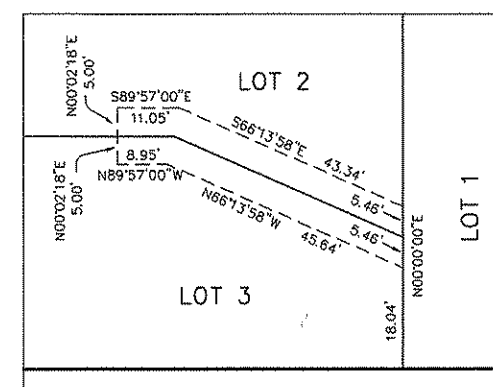 LOT 2
N00°02'18"E
5.00'
S89°57'00"E
11.05'
S66°13'58"E 43.34'
8.95'
N89°57'00"W
N00°02'18"E
5.00'
N66°13'58"W 45.64'
5.46'
5.46'
N00°00'00"E
18.04'
LOT 3
LOT 1